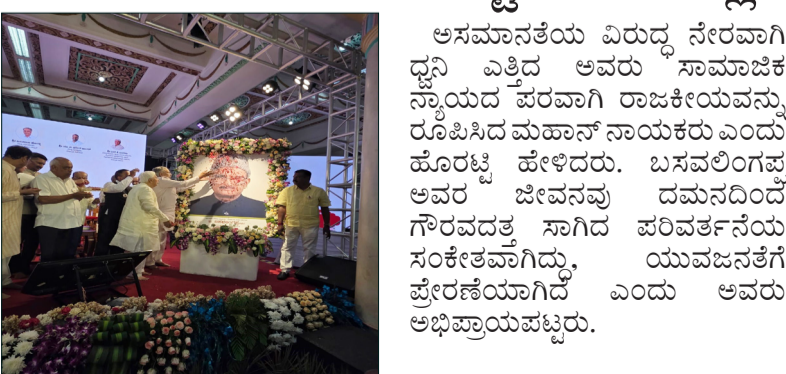 ಅಸಮಾನತೆಯ ವಿರುದ್ಧ ನೇರವಾಗಿ
ಧ್ವನಿ ಎತ್ತಿದ ಅವರು ಸಾಮಾಜಿಕ
ನ್ಯಾಯದ ಪರವಾಗಿ ರಾಜಕೀಯವನ್ನು
ರೂಪಿಸಿದ ಮಹಾನ್ ನಾಯಕರು ಎಂದು
ಹೊರಟ್ಟಿ ಹೇಳಿದರು. ಬಸವಲಿಂಗಪ್ಪ
ಅವರ ಜೀವನವು ದಮನದಿಂದ
ಗೌರವದತ್ತ ಸಾಗಿದ ಪರಿವರ್ತನೆಯ
ಸಂಕೇತವಾಗಿದ್ದು, ಯುವಜನತೆಗೆ
ಪ್ರೇರಣೆಯಾಗಿದೆ ಎಂದು ಅವರು
ಅಭಿಪ್ರಾಯಪಟ್ಟರು.